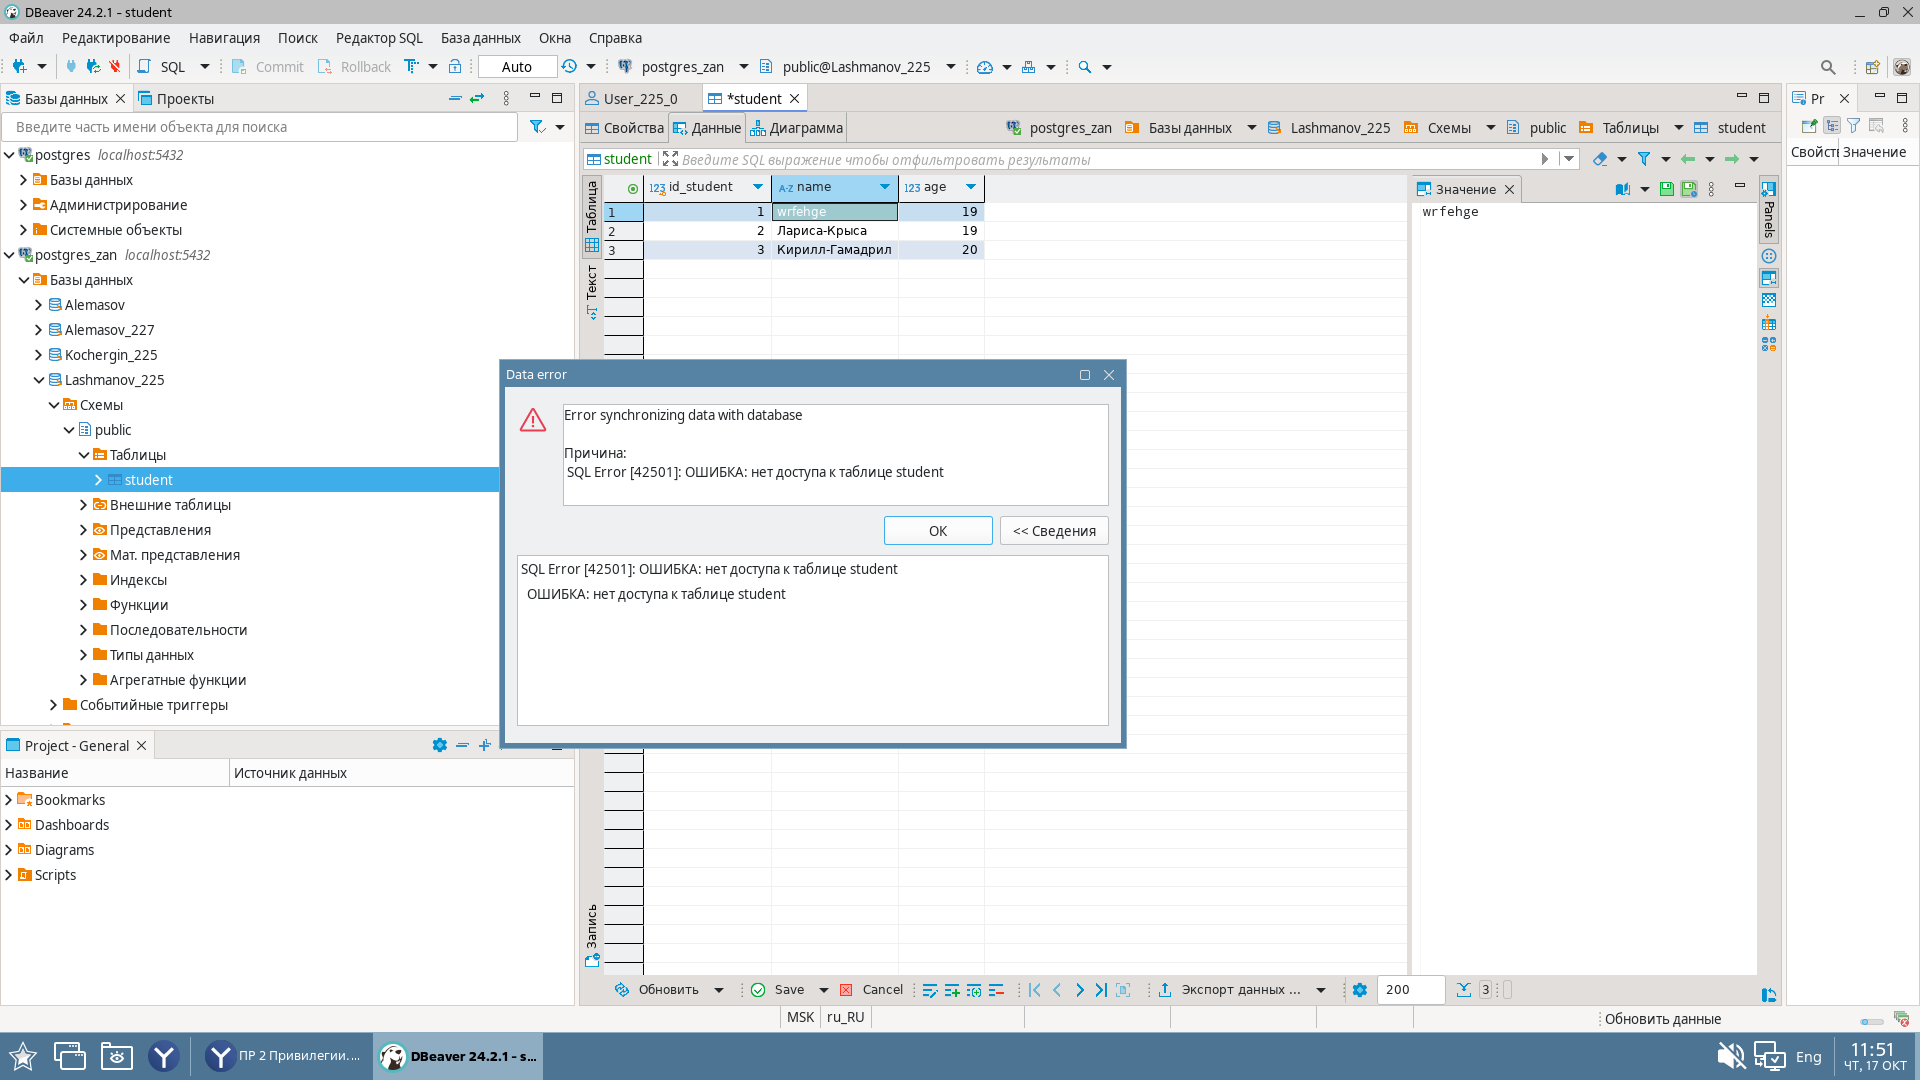 DBeaver 24.2.1 - student
Файл Редактирование Навигация Поиск Редактор SQL База данных Окна Справка
SQL Commit Rollback Auto postgres_zan public@Lashmanov_225
Базы данных Проекты
Введите часть имени объекта для поиска
postgres localhost:5432
Базы данных
Администрирование
Системные объекты
postgres_zan localhost:5432
Базы данных
Alemasov
Alemasov_227
Kochergin_225
Lashmanov_225
Схемы
public
Таблицы
student
Внешние таблицы
Представления
Мат. представления
Индексы
Функции
Последовательности
Типы данных
Агрегатные функции
Событийные триггеры
Project - General
Название Источник данных
Bookmarks
Dashboards
Diagrams
Scripts
User_225_0 *student
Свойства Данные Диаграмма postgres_zan Базы данных Lashmanov_225 Схемы public Таблицы student
student Введите SQL выражение чтобы отфильтровать результаты
Таблица
Текст
Запись
123 id_student A-Z name 123 age
1 1 wrfehge 19
2 2 Лариса-Крыса 19
3 3 Кирилл-Гамадрил 20
Значение
wrfehge
Panels
Pr
Свойст Значение
Data error
Error synchronizing data with database
Причина:
SQL Error [42501]: ОШИБКА: нет доступа к таблице student
OK << Сведения
SQL Error [42501]: ОШИБКА: нет доступа к таблице student
ОШИБКА: нет доступа к таблице student
Обновить Save Cancel Экспорт данных ... 200 3
MSK ru_RU Обновить данные
ПР 2 Привилегии.... DBeaver 24.2.1 - s... Eng 11:51
ЧТ, 17 ОКТ